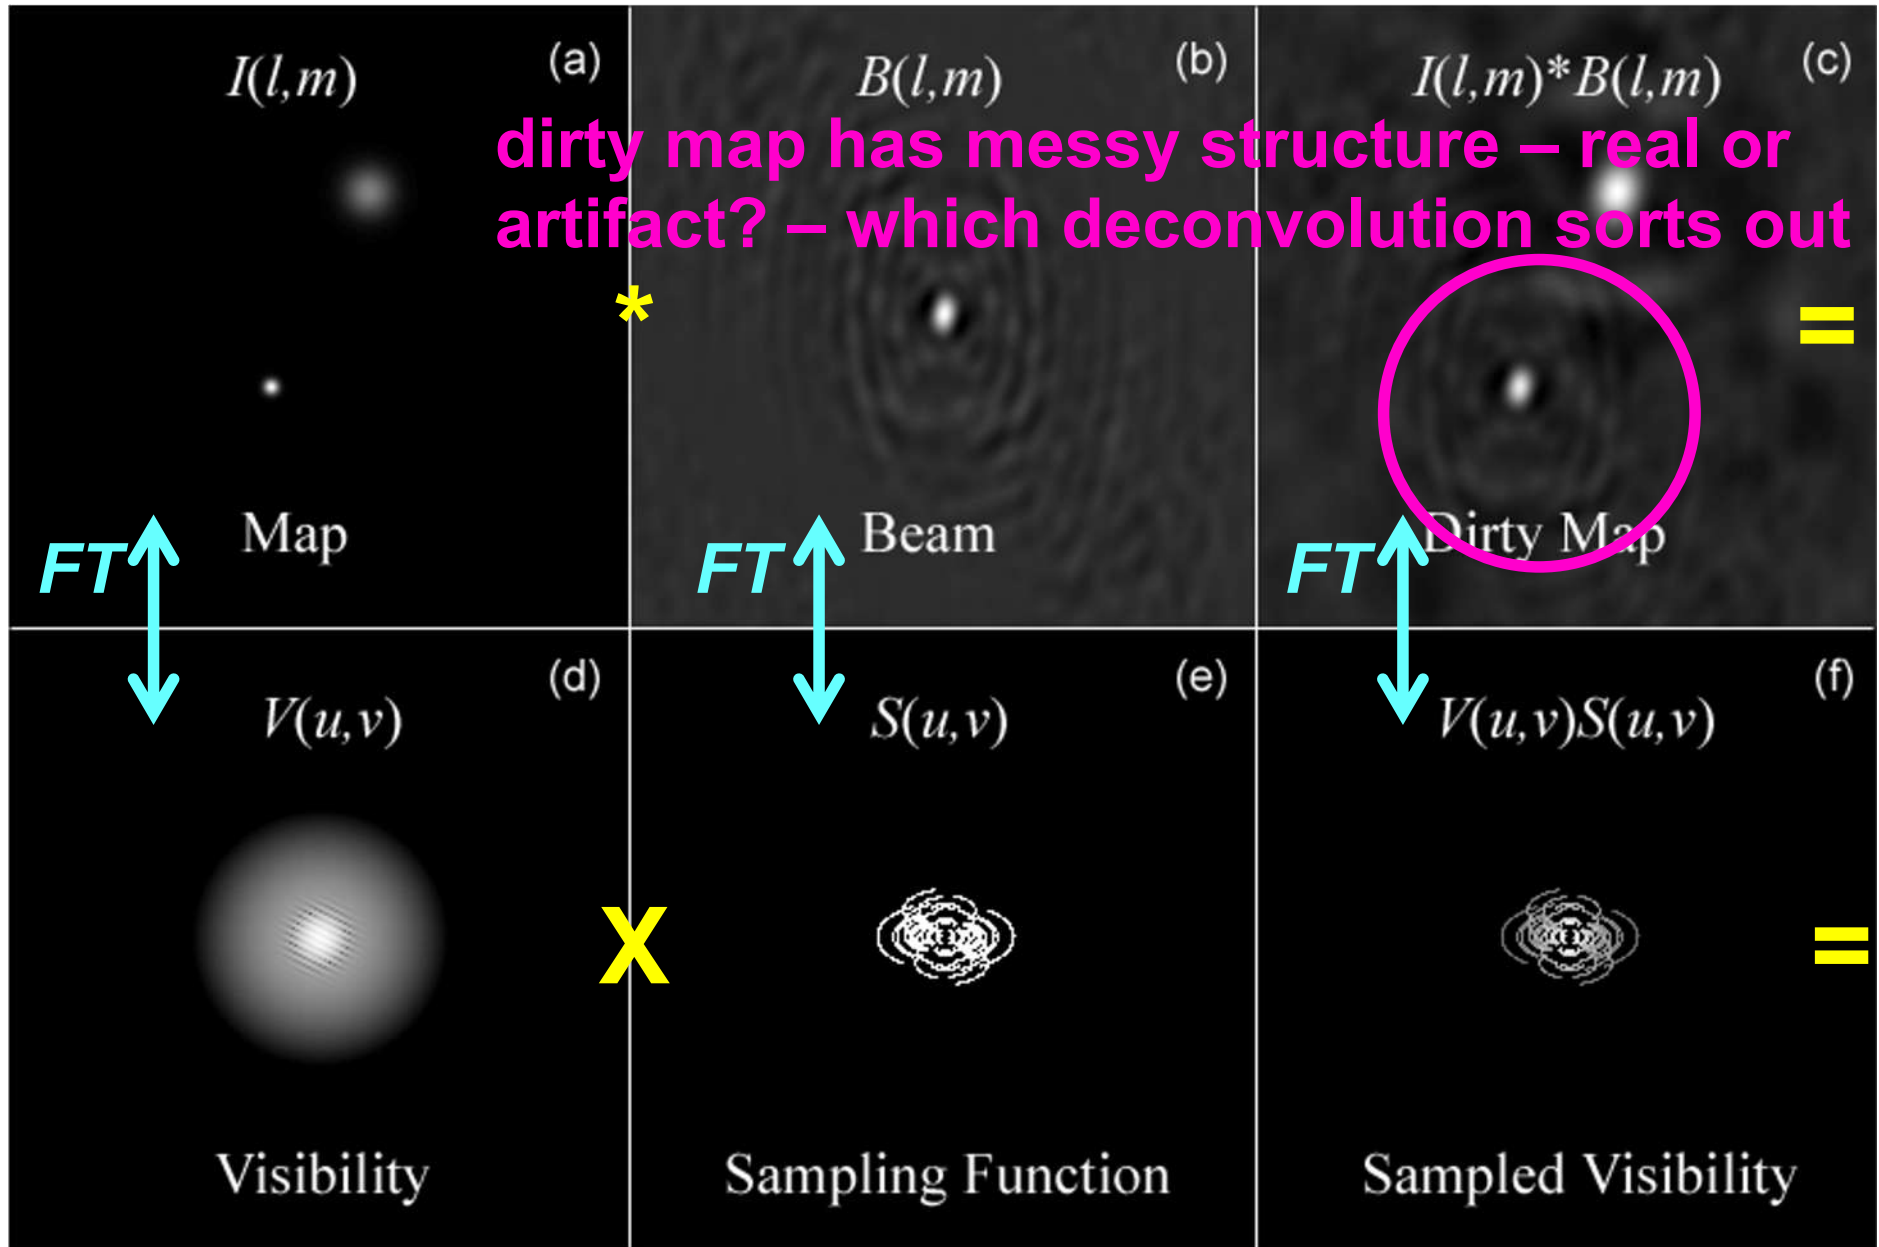 I(l,m)
(a)
B(l,m)
(b)
I(l,m)*B(l,m)
(c)
dirty map has messy structure – real or
artifact? – which deconvolution sorts out
*
=
Map
Beam
Dirty Map
FT
FT
FT
V(u,v)
(d)
S(u,v)
(e)
V(u,v)S(u,v)
(f)
X
=
Visibility
Sampling Function
Sampled Visibility